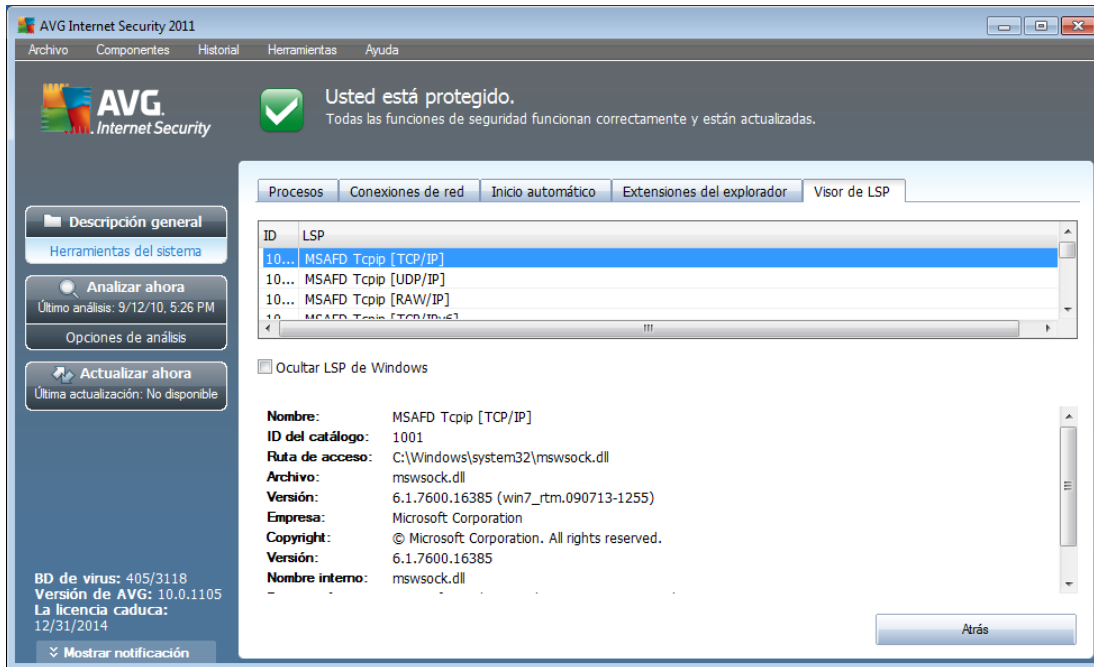 AVG Internet Security 2011
Archivo Componentes Historial Herramientas Ayuda
AVG.
Internet Security
Usted está protegido.
Todas las funciones de seguridad funcionan correctamente y están actualizadas.
Descripción general
Herramientas del sistema
Analizar ahora
Último análisis: 9/12/10, 5:26 PM
Opciones de análisis
Actualizar ahora
Última actualización: No disponible
BD de virus: 405/3118
Versión de AVG: 10.0.1105
La licencia caduca:
12/31/2014
Mostrar notificación
Procesos Conexiones de red Inicio automático Extensiones del explorador Visor de LSP
ID LSP
10... MSAFD Tcpip [TCP/IP]
10... MSAFD Tcpip [UDP/IP]
10... MSAFD Tcpip [RAW/IP]
10... MSAFD Tcpip [TCP/IPv6]
Ocultar LSP de Windows
Nombre: MSAFD Tcpip [TCP/IP]
ID del catálogo: 1001
Ruta de acceso: C:\Windows\system32\mswsock.dll
Archivo: mswsock.dll
Versión: 6.1.7600.16385 (win7_rtm.090713-1255)
Empresa: Microsoft Corporation
Copyright: © Microsoft Corporation. All rights reserved.
Versión: 6.1.7600.16385
Nombre interno: mswsock.dll
Atrás